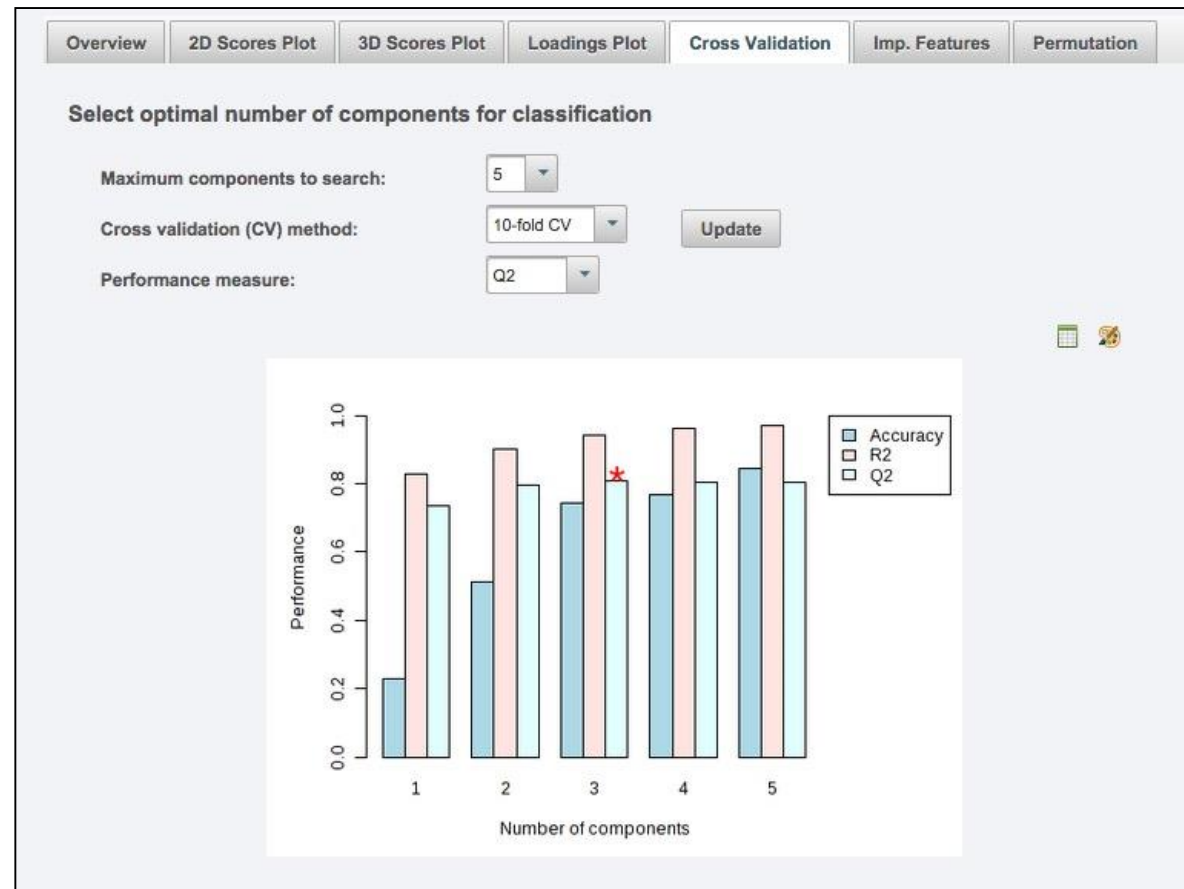 Overview 2D Scores Plot 3D Scores Plot Loadings Plot Cross Validation Imp. Features Permutation
Select optimal number of components for classification
Maximum components to search: 5
Cross validation (CV) method: 10-fold CV Update
Performance measure: Q2
1.0
0.8
0.6
0.4
0.2
0.0
Performance
*
Accuracy
R2
Q2
1 2 3 4 5
Number of components